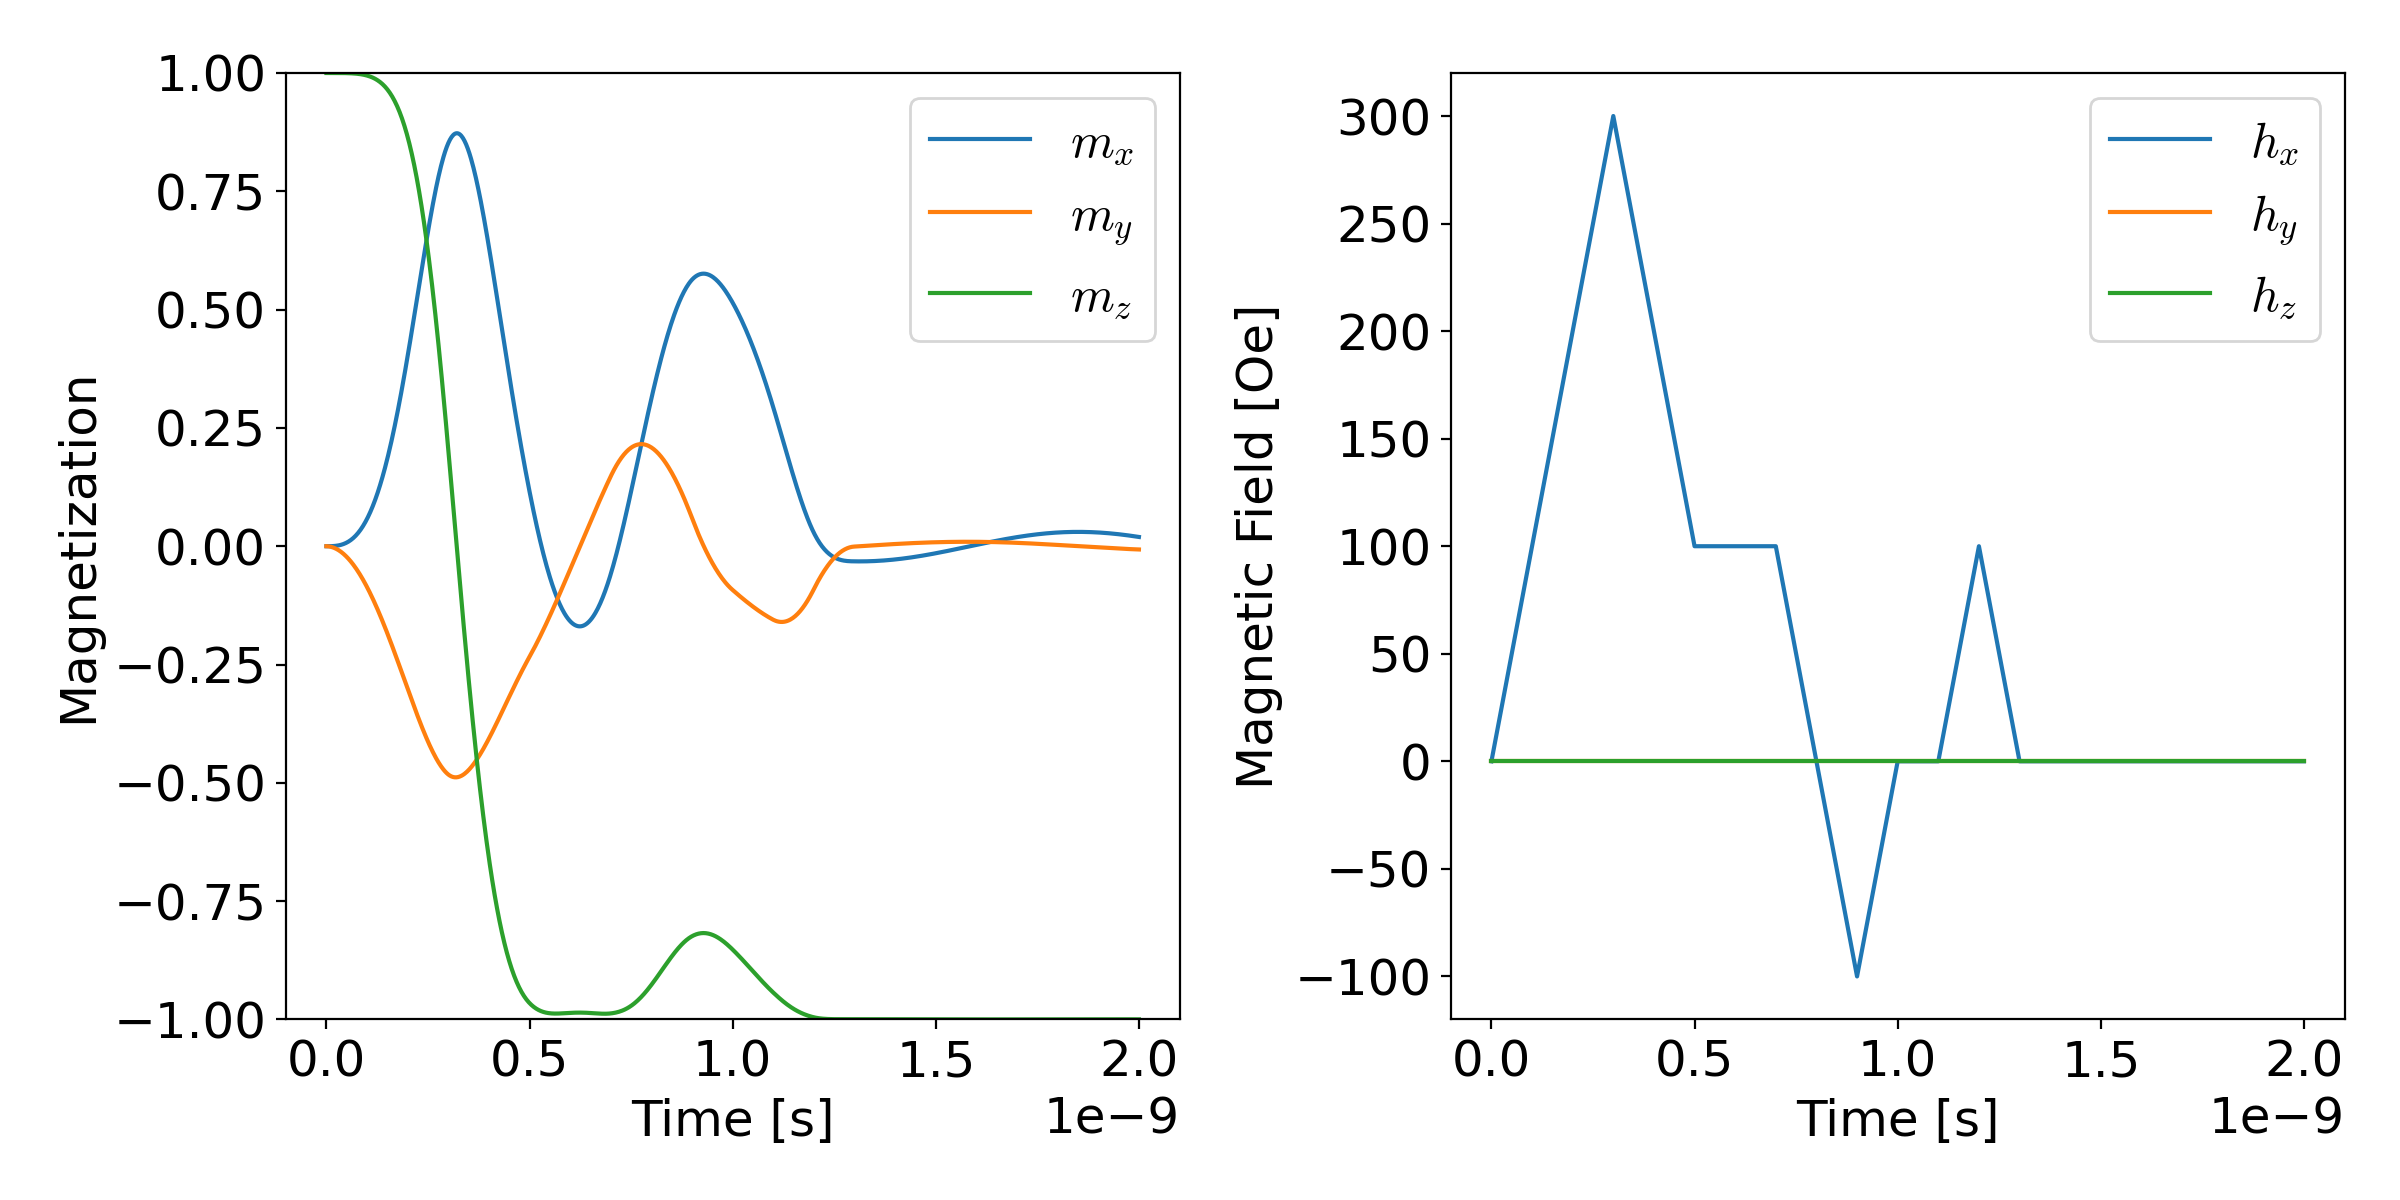 1.00
0.75
0.50
0.25
0.00
−0.25
−0.50
−0.75
−1.00
Magnetization
0.0 0.5 1.0 1.5 2.0
Time [s]
1e−9
m_x
m_y
m_z
300
250
200
150
100
50
0
−50
−100
Magnetic Field [Oe]
0.0 0.5 1.0 1.5 2.0
Time [s]
1e−9
h_x
h_y
h_z